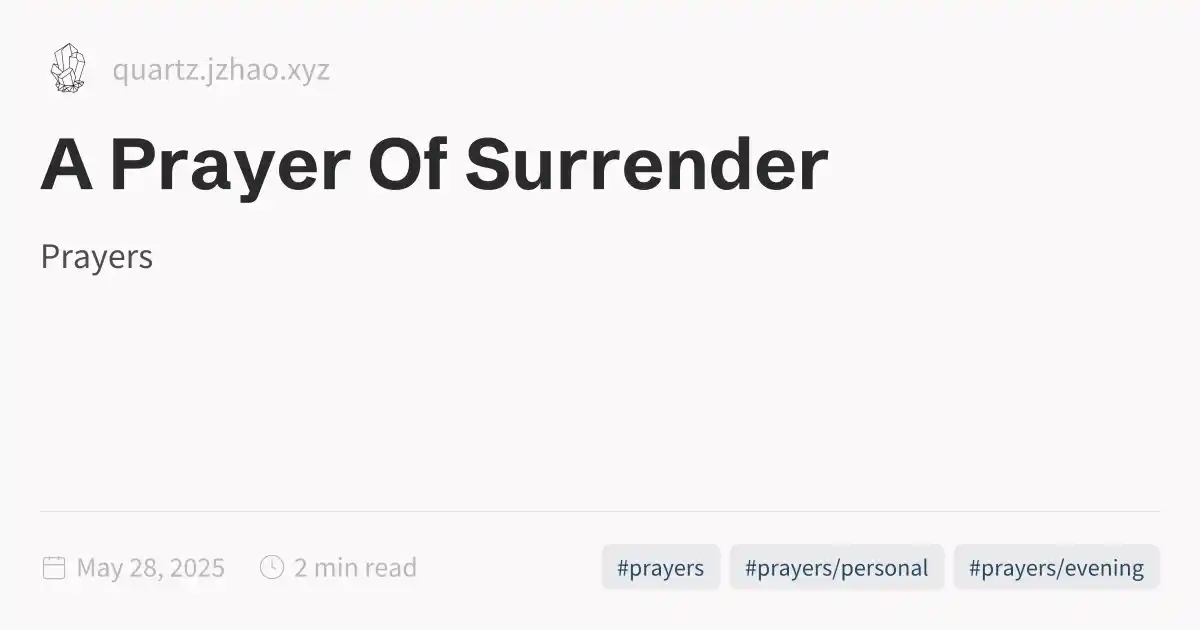 quartz.jzhao.xyz
A Prayer Of Surrender
Prayers
May 28, 2025 2 min read #prayers #prayers/personal #prayers/evening